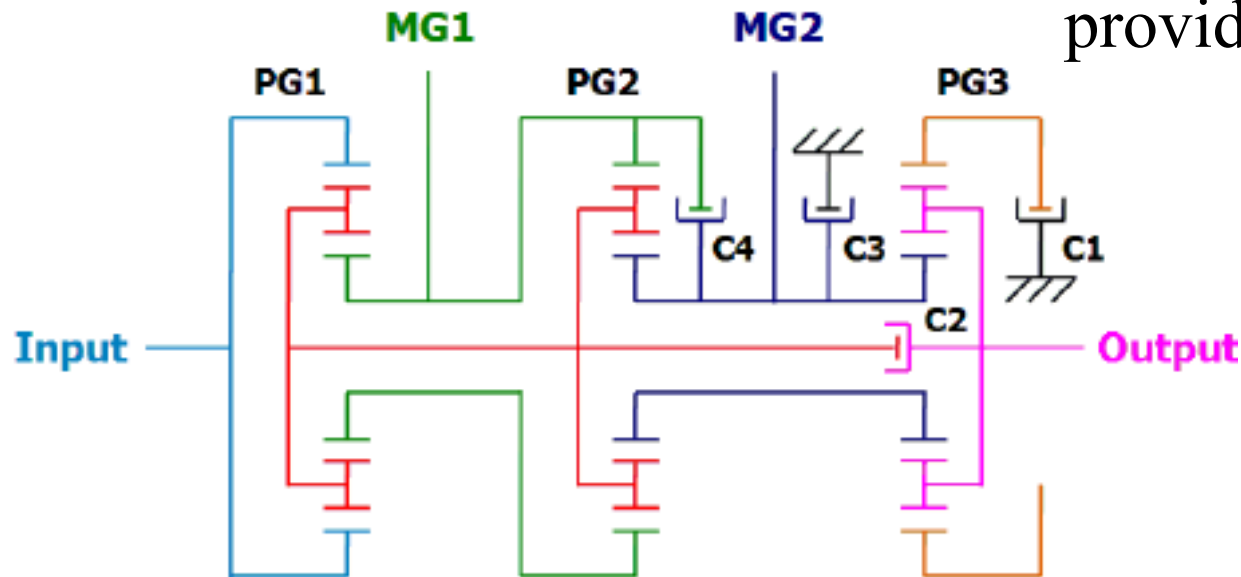 MG1 MG2
provid
PG1 PG2 PG3
C4 C3 C1
C2
Input Output